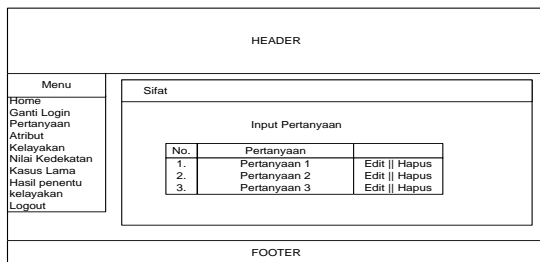 HEADER
Menu
Home
Ganti Login
Pertanyaan
Atribut
Kelayakan
Nilai Kedekatan
Kasus Lama
Hasil penentu
kelayakan
Logout
Sifat
Input Pertanyaan
No. Pertanyaan
1. Pertanyaan 1 Edit || Hapus
2. Pertanyaan 2 Edit || Hapus
3. Pertanyaan 3 Edit || Hapus
FOOTER